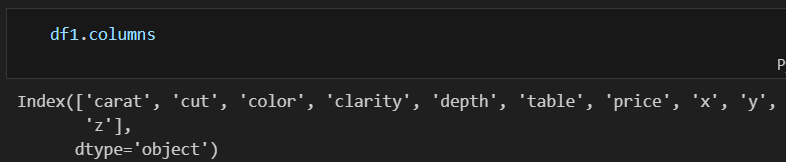 df1.columns
Index(['carat', 'cut', 'color', 'clarity', 'depth', 'table', 'price', 'x', 'y',
'z'],
dtype='object')